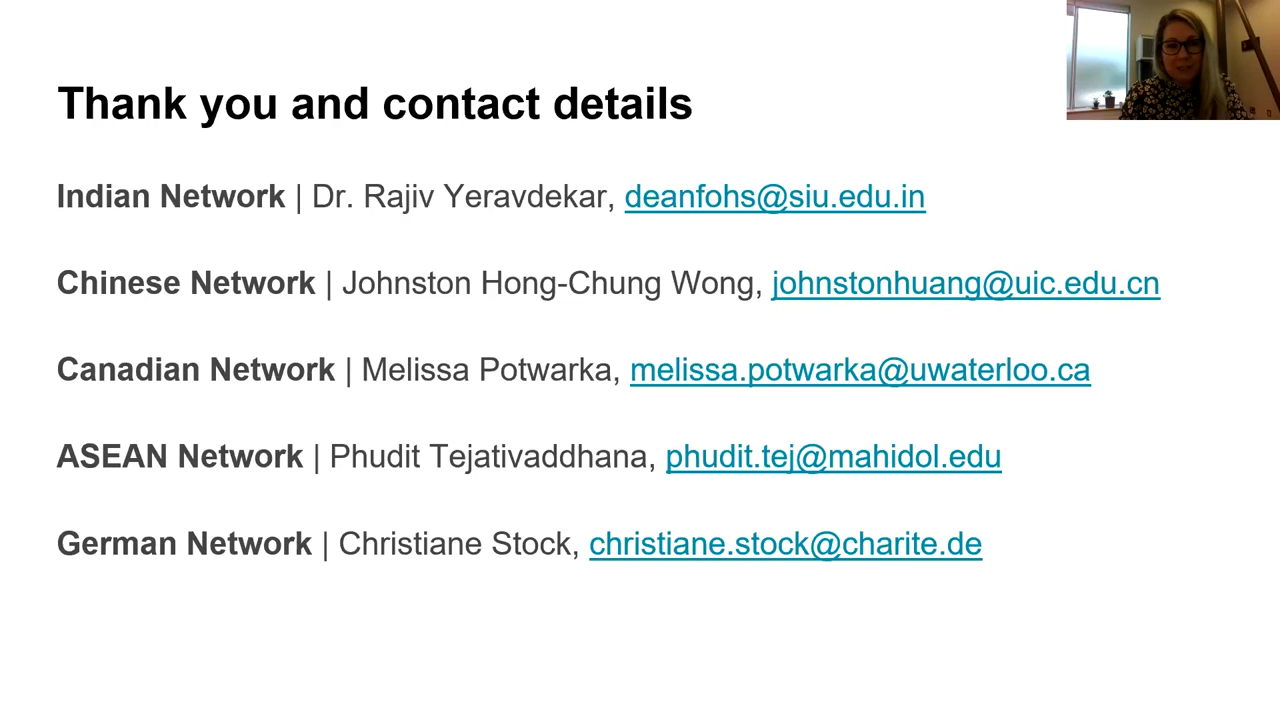 Thank you and contact details
Indian Network | Dr. Rajiv Yeravdekar, deanfohs@siu.edu.in
Chinese Network | Johnston Hong-Chung Wong, johnstonhuang@uic.edu.cn
Canadian Network | Melissa Potwarka, melissa.potwarka@uwaterloo.ca
ASEAN Network | Phudit Tejativaddhana, phudit.tej@mahidol.edu
German Network | Christiane Stock, christiane.stock@charite.de